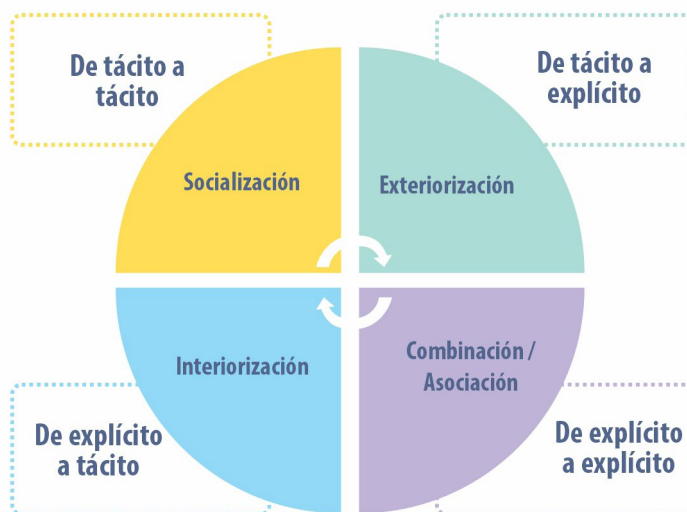 De tácito a
tácito
De tácito a
explícito
Socialización
Exteriorización
Interiorización
Combinación /
Asociación
De explícito
a tácito
De explícito
a explícito